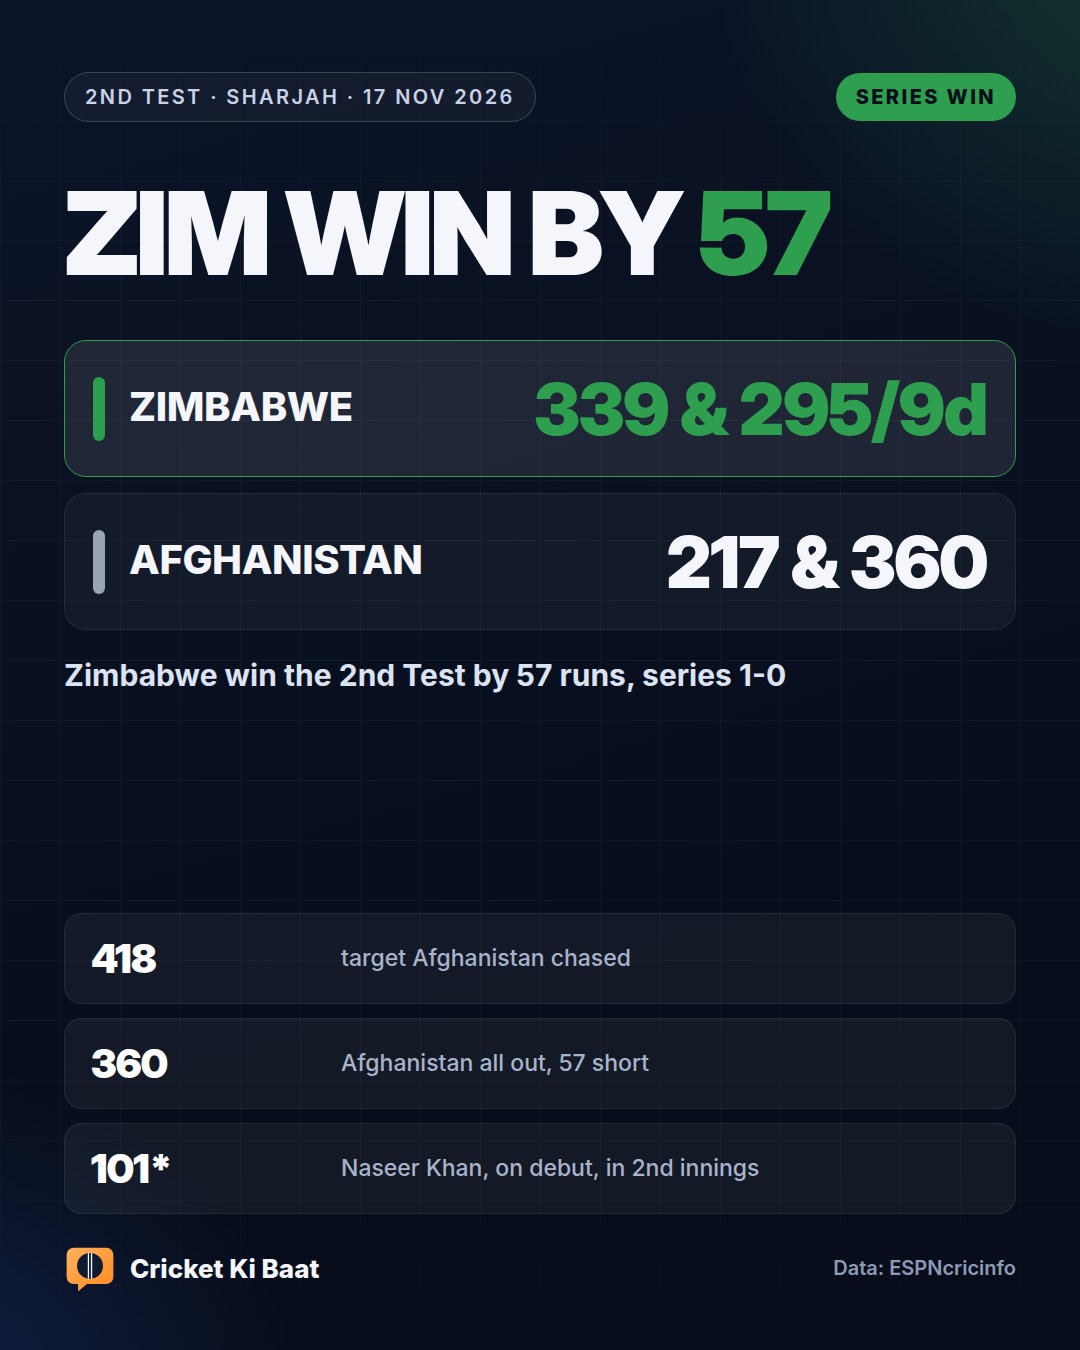 2ND TEST · SHARJAH · 17 NOV 2026
SERIES WIN
ZIM WIN BY 57
ZIMBABWE 339 & 295/9d
AFGHANISTAN 217 & 360
Zimbabwe win the 2nd Test by 57 runs, series 1-0
418 target Afghanistan chased
360 Afghanistan all out, 57 short
101* Naseer Khan, on debut, in 2nd innings
Cricket Ki Baat
Data: ESPNcricinfo